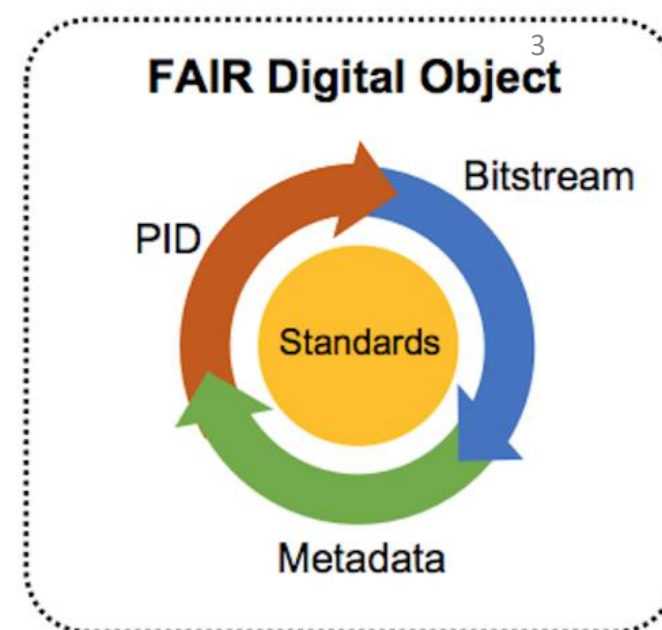 3
FAIR Digital Object
Bitstream
PID
Standards
Metadata